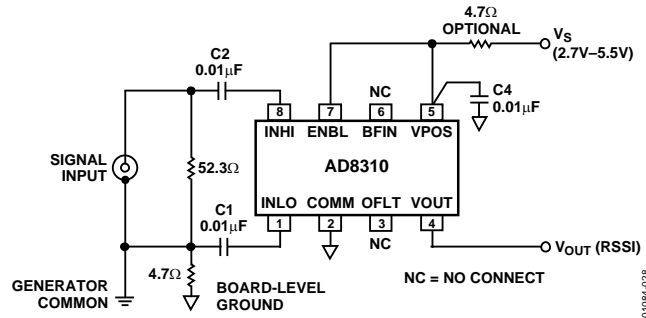 4.7Ω
OPTIONAL
VS
(2.7V–5.5V)
C2
0.01µF
NC
C4
0.01µF
8
7
6
5
INHI ENBL BFIN VPOS
SIGNAL
INPUT
52.3Ω
AD8310
C1
0.01µF
INLO COMM OFLT VOUT
1
2
3
4
NC
4.7Ω
VOUT (RSSI)
GENERATOR
COMMON
BOARD-LEVEL
GROUND
NC = NO CONNECT
01084-028